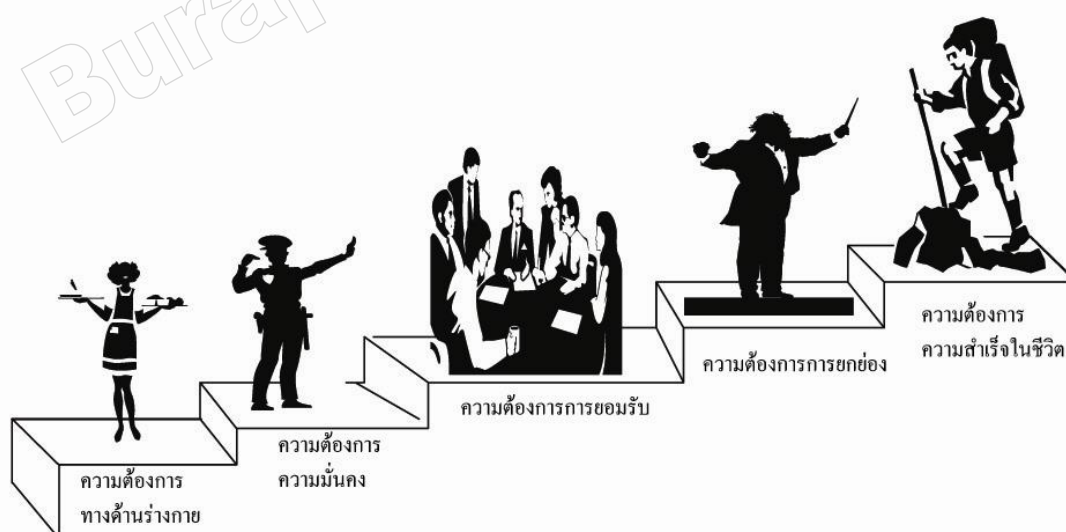 ความต้องการ
ทางด้านร่างกาย
ความต้องการ
ความมั่นคง
ความต้องการการยอมรับ
ความต้องการการยกย่อง
ความต้องการ
ความสำเร็จในชีวิต